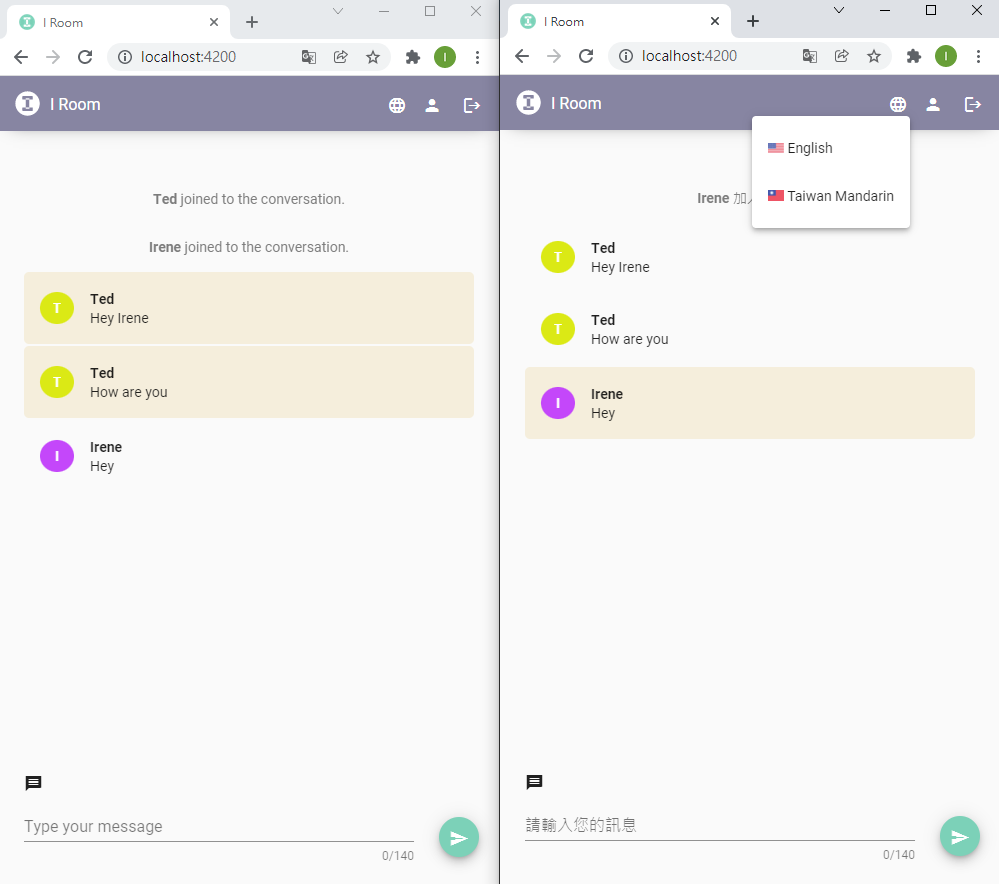 I Room
localhost:4200
I
I Room
Ted joined to the conversation.
Irene joined to the conversation.
T
Ted
Hey Irene
T
Ted
How are you
I
Irene
Hey
Type your message
0/140
I Room
localhost:4200
I
I Room
English
Taiwan Mandarin
Irene 加
T
Ted
Hey Irene
T
Ted
How are you
I
Irene
Hey
請輸入您的訊息
0/140